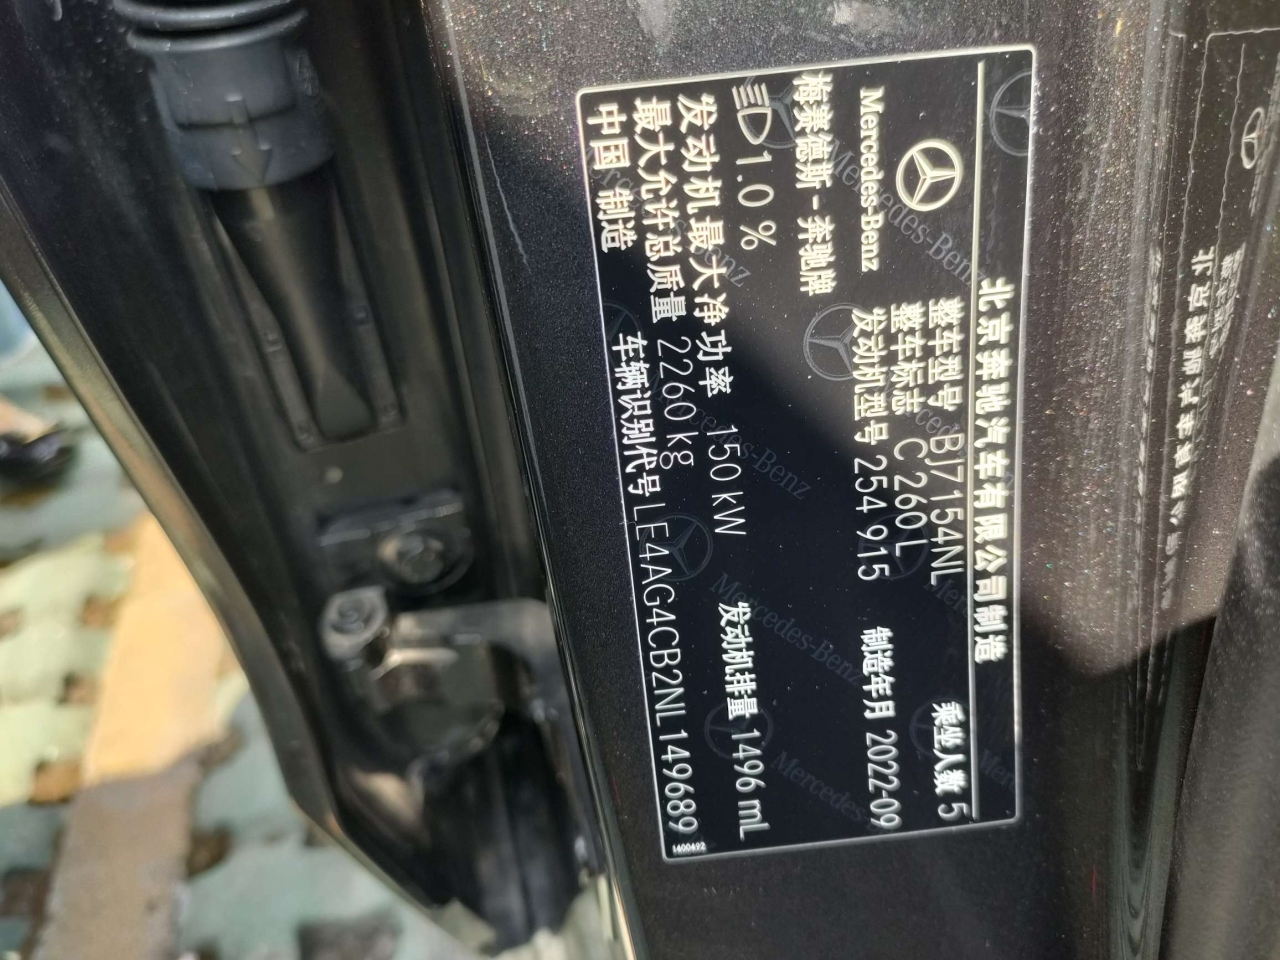 北京奔驰汽车有限公司制造
Mercedes-Benz
整车型号 BJ7154NL 乘坐人数 5
整车标志 C 260 L
梅赛德斯-奔驰牌 发动机型号 254 915 制造年月 2022-09
1.0 %
发动机最大净功率 150 kW 发动机排量 1496 mL
最大允许总质量 2260 kg
中国 制造 车辆识别代号 LE4AG4CB2NL149689
1400492